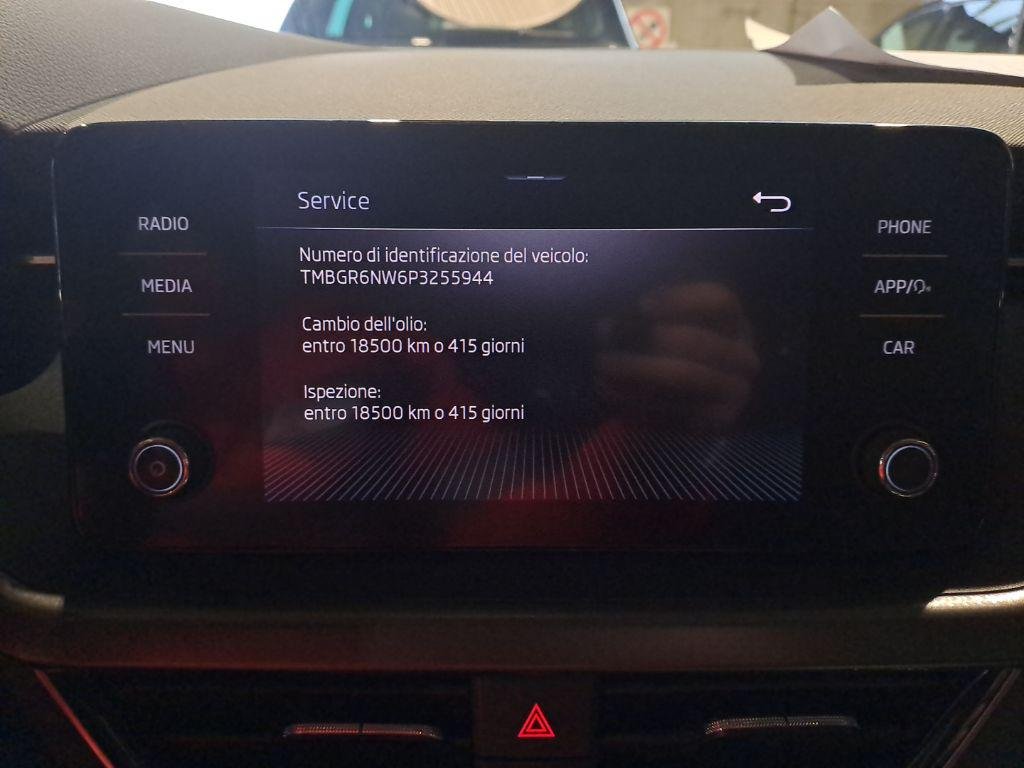 Service
RADIO
MEDIA
MENU
Numero di identificazione del veicolo:
TMBGR6NW6P3255944
Cambio dell'olio:
entro 18500 km o 415 giorni
Ispezione:
entro 18500 km o 415 giorni
PHONE
APP/
CAR